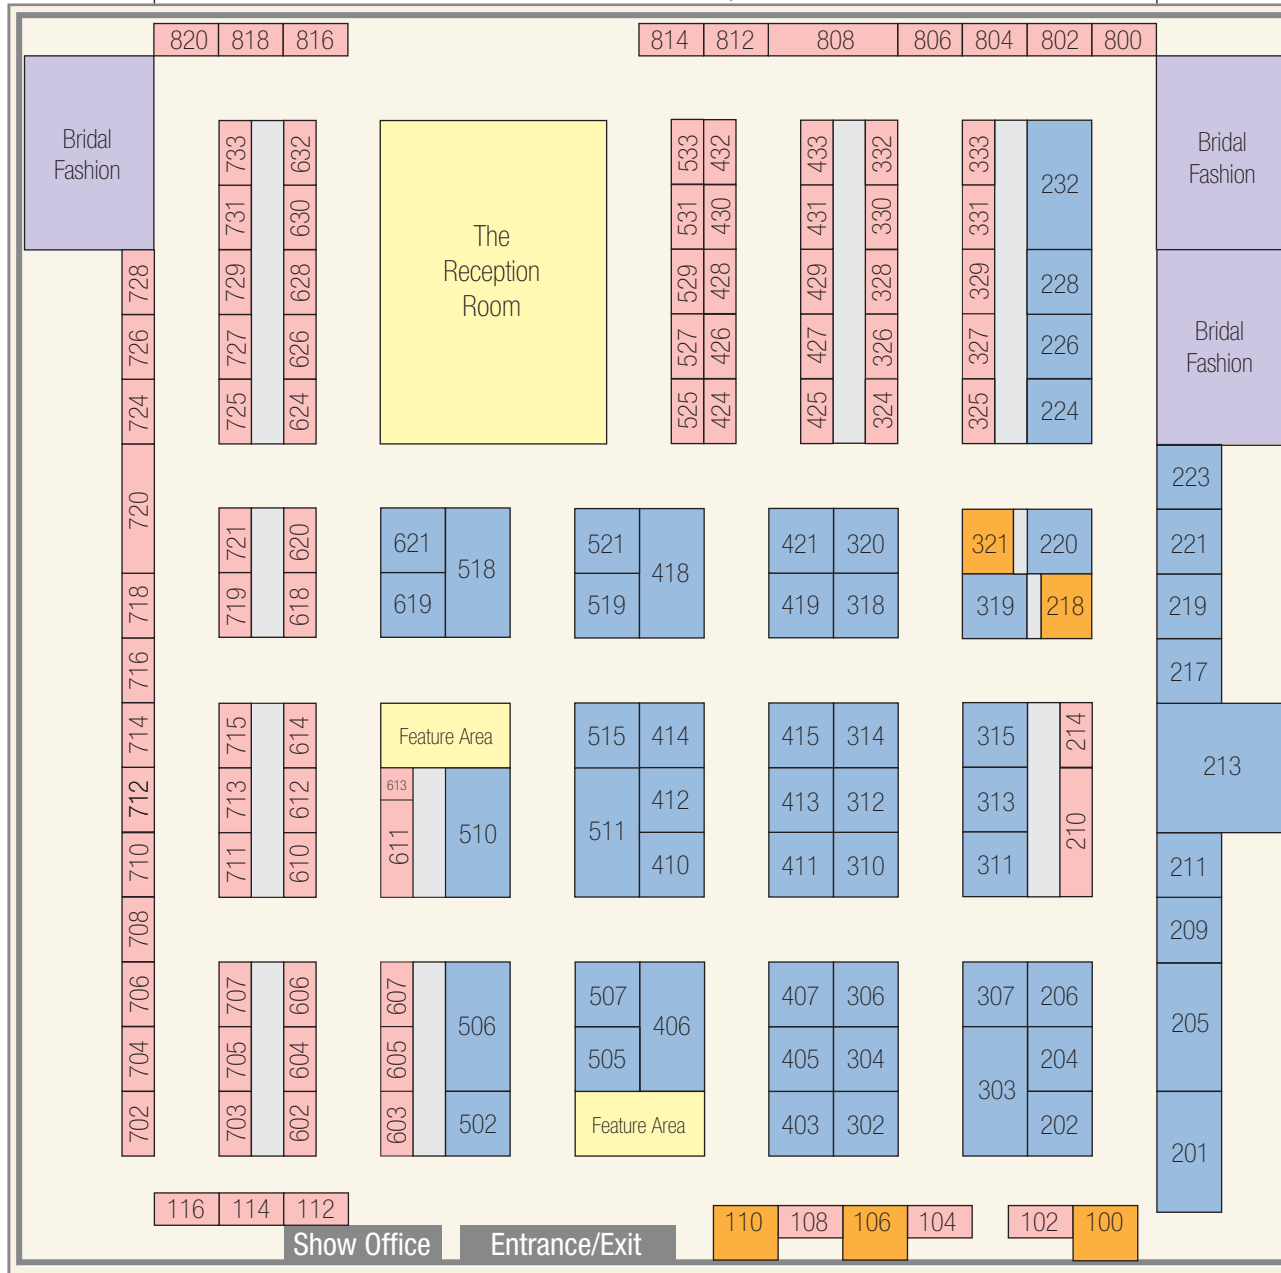 820 818 816 814 812 808 806 804 802 800
Bridal
Fashion
Bridal
Fashion
Bridal
Fashion
The
Reception
Room
733 632 533 432 433 332 333 232
731 630 531 430 431 330 331
728 729 628 529 428 429 328 329 228
726 727 626 527 426 427 326 327 226
724 725 624 525 424 425 324 325 224
223
720 721 620 621 518 521 418 421 320 321 220 221
718 719 618 619 519 419 318 319 218 219
716 217
714 715 614 Feature Area 515 414 415 314 315 214 213
712 713 612 613 611 510 511 412 413 312 313 210
710 711 610 410 411 310 311 211
708 209
706 707 606 607 506 507 406 407 306 307 206 205
704 705 604 605 505 405 304 303 204
702 703 602 603 502 Feature Area 403 302 202 201
116 114 112 110 108 106 104 102 100
Show Office Entrance/Exit